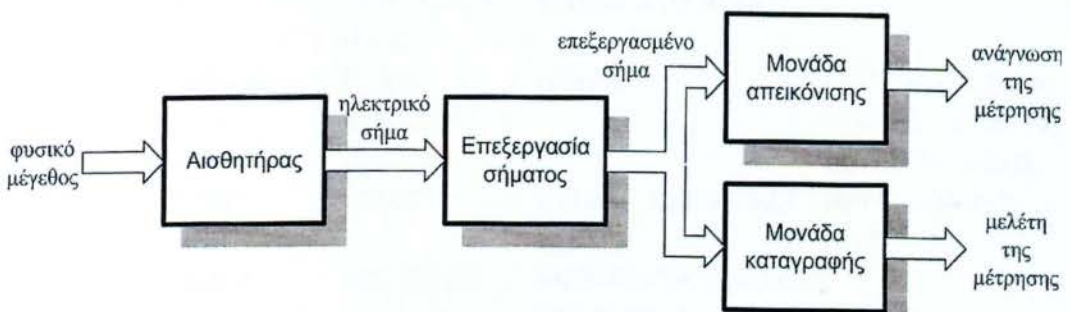 φυσικό
μέγεθος
Αισθητήρας
ηλεκτρικό
σήμα
Επεξεργασία
σήματος
επεξεργασμένο
σήμα
Μονάδα
απεικόνισης
ανάγνωση
της
μέτρησης
Μονάδα
καταγραφής
μελέτη
της
μέτρησης